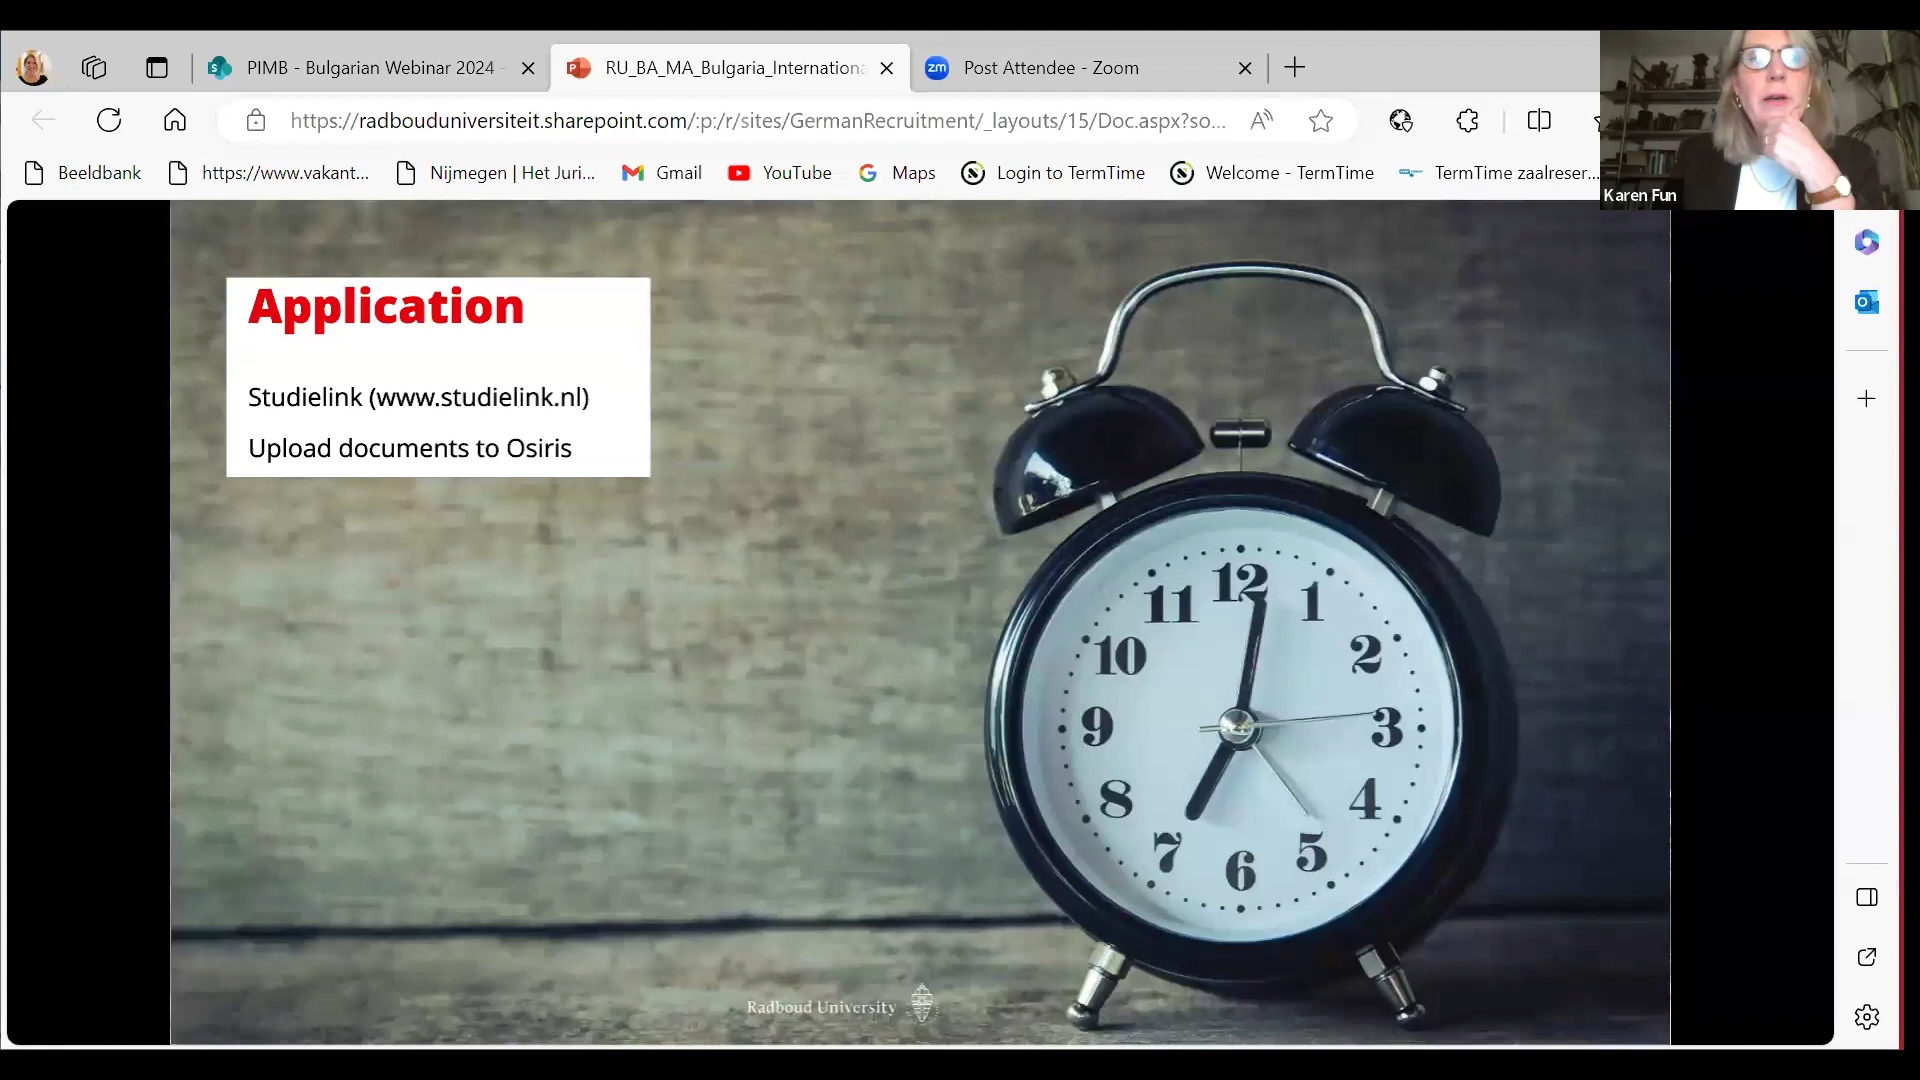 PIMB - Bulgarian Webinar 2024 -
RU_BA_MA_Bulgaria_Internationa
zm
Post Attendee - Zoom
https://radbouduniversiteit.sharepoint.com/:p:/r/sites/GermanRecruitment/_layouts/15/Doc.aspx?so...
Beeldbank
https://www.vakant...
Nijmegen | Het Juri...
Gmail
YouTube
Maps
Login to TermTime
Welcome - TermTime
TermTime zaalreser...
Karen Fun
Application
Studielink (www.studielink.nl)
Upload documents to Osiris
12
11
1
10
2
9
3
8
4
7
5
6
Radboud University